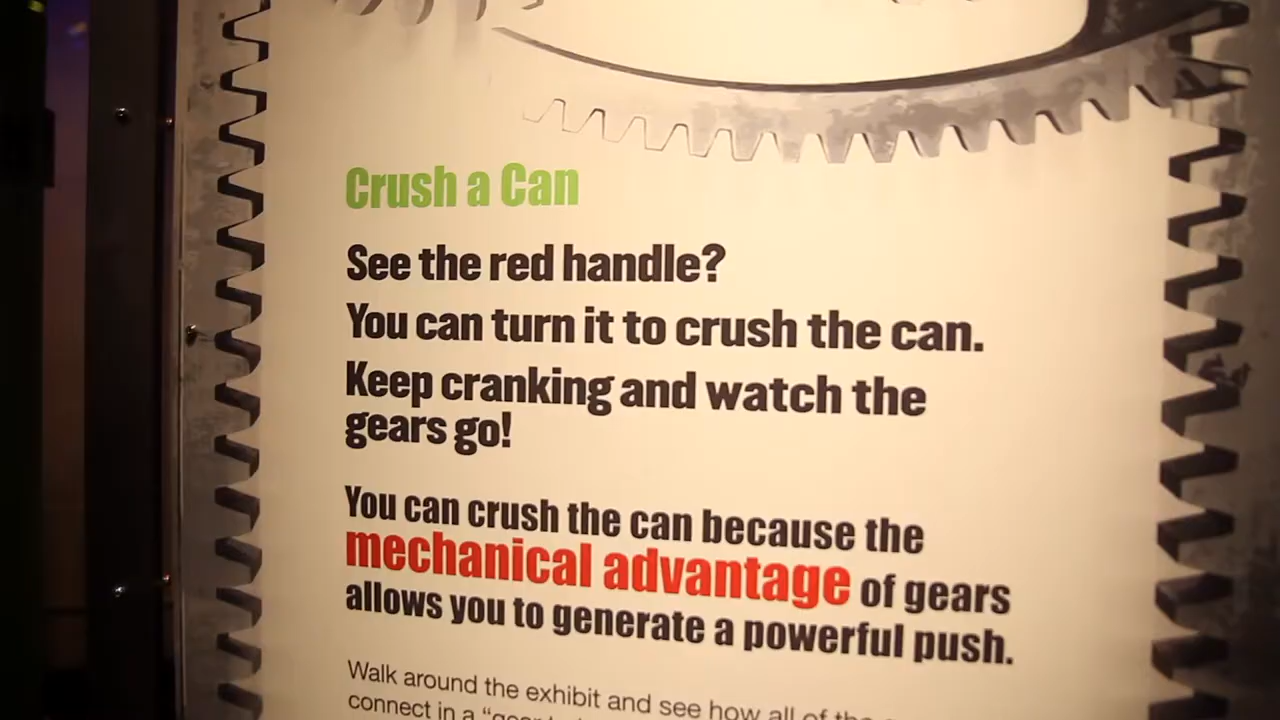 Crush a Can
See the red handle?
You can turn it to crush the can.
Keep cranking and watch the
gears go!
You can crush the can because the
mechanical advantage of gears
allows you to generate a powerful push.
Walk around the exhibit and see how all of the
connect in a